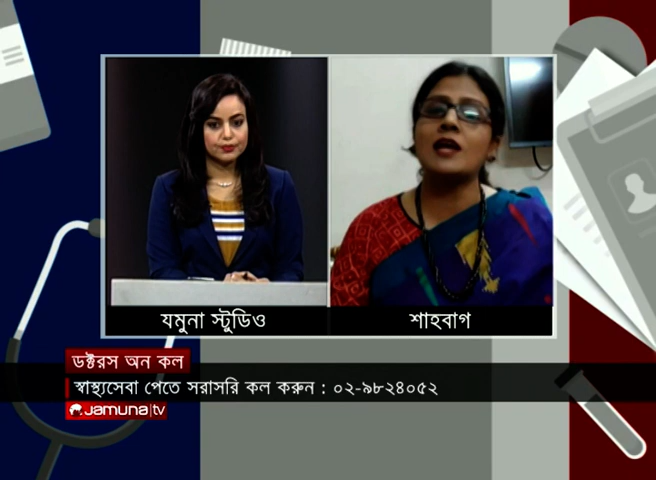 যমুনা স্টুডিও
শাহবাগ
ডক্টরস অন কল
স্বাস্থ্যসেবা পেতে সরাসরি কল করুন : ০২-৯৮২৪০৫২
Jamuna|tv